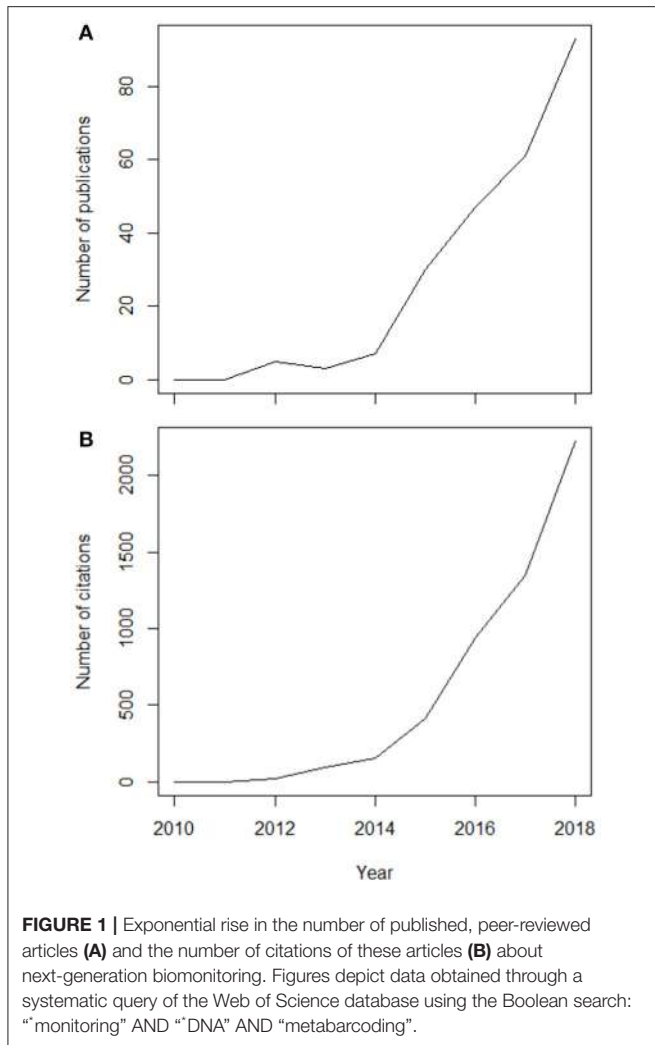 A
Number of publications
80
60
40
20
0
B
Number of citations
2000
1500
1000
500
0
2010 2012 2014 2016 2018
Year
FIGURE 1 | Exponential rise in the number of published, peer-reviewed
articles (A) and the number of citations of these articles (B) about
next-generation biomonitoring. Figures depict data obtained through a
systematic query of the Web of Science database using the Boolean search:
“*monitoring” AND “*DNA” AND “metabarcoding”.